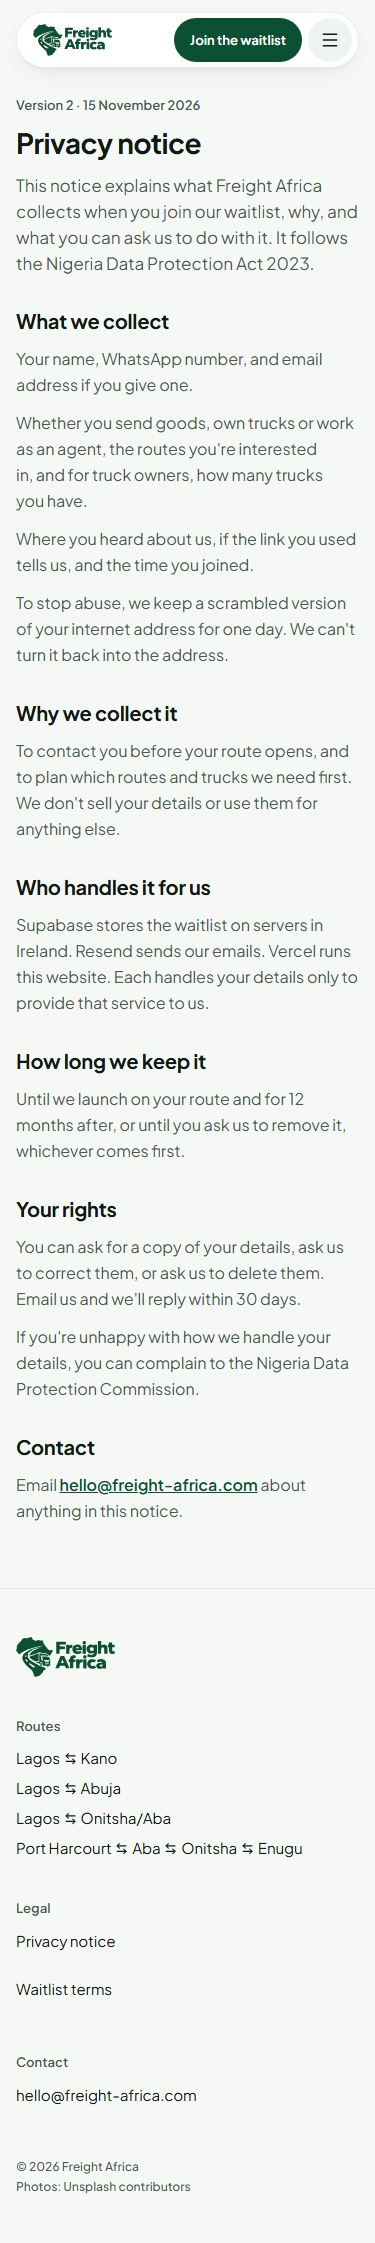 Freight
Africa
Join the waitlist
Version 2 · 15 November 2026
Privacy notice
This notice explains what Freight Africa
collects when you join our waitlist, why, and
what you can ask us to do with it. It follows
the Nigeria Data Protection Act 2023.
What we collect
Your name, WhatsApp number, and email
address if you give one.
Whether you send goods, own trucks or work
as an agent, the routes you're interested
in, and for truck owners, how many trucks
you have.
Where you heard about us, if the link you used
tells us, and the time you joined.
To stop abuse, we keep a scrambled version
of your internet address for one day. We can't
turn it back into the address.
Why we collect it
To contact you before your route opens, and
to plan which routes and trucks we need first.
We don't sell your details or use them for
anything else.
Who handles it for us
Supabase stores the waitlist on servers in
Ireland. Resend sends our emails. Vercel runs
this website. Each handles your details only to
provide that service to us.
How long we keep it
Until we launch on your route and for 12
months after, or until you ask us to remove it,
whichever comes first.
Your rights
You can ask for a copy of your details, ask us
to correct them, or ask us to delete them.
Email us and we'll reply within 30 days.
If you're unhappy with how we handle your
details, you can complain to the Nigeria Data
Protection Commission.
Contact
Email hello@freight-africa.com about
anything in this notice.
Freight
Africa
Routes
Lagos ⇆ Kano
Lagos ⇆ Abuja
Lagos ⇆ Onitsha/Aba
Port Harcourt ⇆ Aba ⇆ Onitsha ⇆ Enugu
Legal
Privacy notice
Waitlist terms
Contact
hello@freight-africa.com
© 2026 Freight Africa
Photos: Unsplash contributors